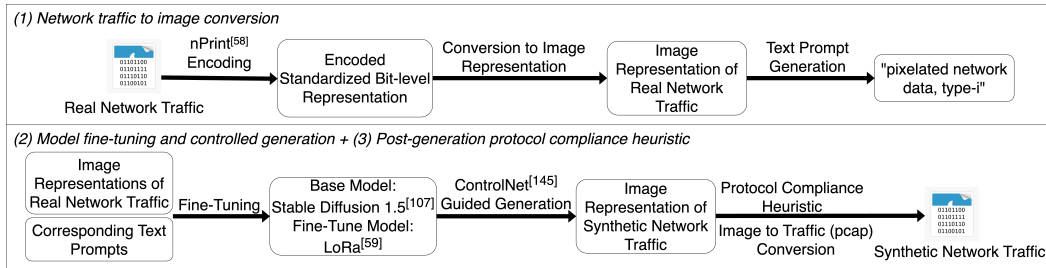 (1) Network traffic to image conversion
01101100
01101111
01110110
01100101
Real Network Traffic
nPrint[58]
Encoding
Encoded
Standardized Bit-level
Representation
Conversion to Image
Representation
Image
Representation of
Real Network
Traffic
Text Prompt
Generation
"pixelated network
data, type-i"
(2) Model fine-tuning and controlled generation + (3) Post-generation protocol compliance heuristic
Image
Representations of
Real Network Traffic
Corresponding Text
Prompts
Fine-Tuning
Base Model:
Stable Diffusion 1.5[107]
Fine-Tune Model:
LoRa[59]
ControlNet[145]
Guided Generation
Image
Representation of
Synthetic Network
Traffic
Protocol Compliance
Heuristic
Image to Traffic (pcap)
Conversion
01101100
01101111
01110110
01100101
Synthetic Network Traffic